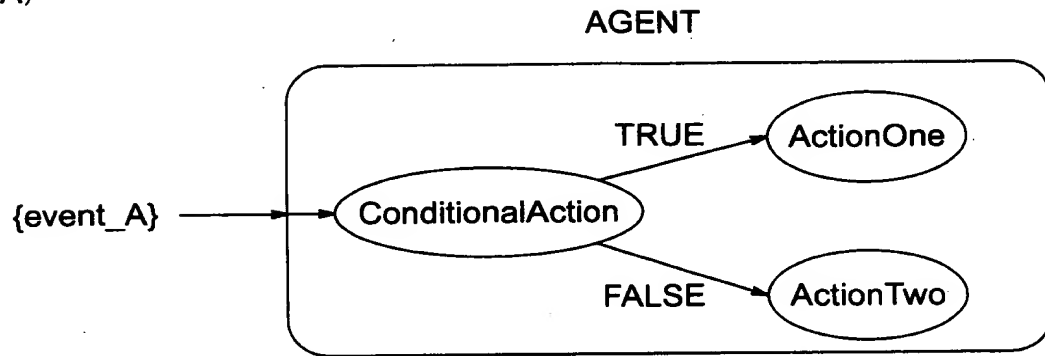 A)
AGENT
TRUE
ActionOne
{event_A}
ConditionalAction
FALSE
ActionTwo